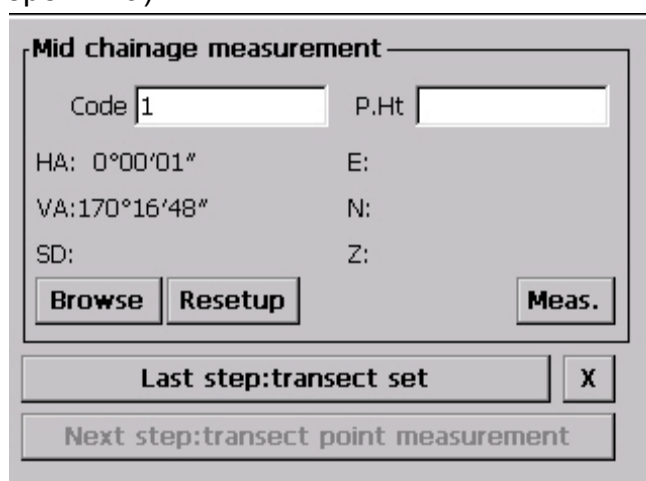 Mid chainage measurement
Code 1 P.Ht
HA: 0°00'01" E:
VA:170°16'48" N:
SD: Z:
Browse Resetup Meas.
Last step:transect set X
Next step:transect point measurement